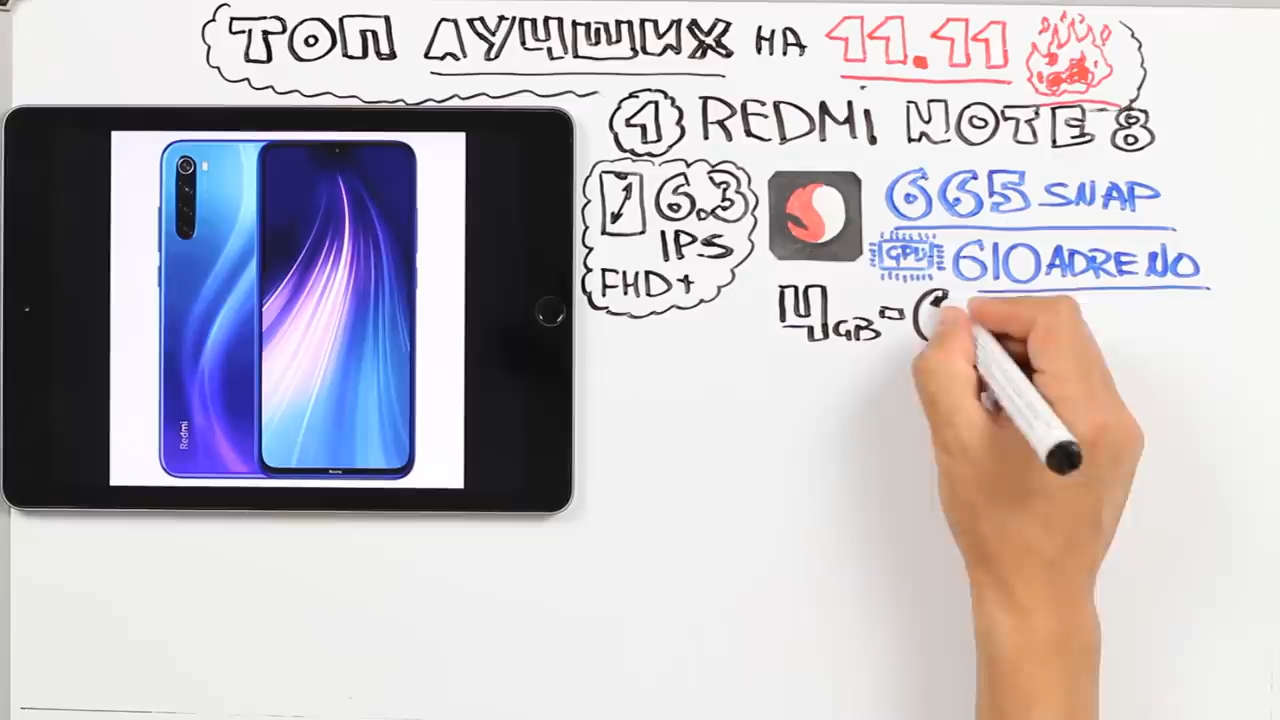 ТОП ЛУЧШИХ НА 11.11
1 REDMi NOTE 8
6.3
IPS
FHD+
665 SNAP
GPU 610 ADRENO
4GB -
Redmi